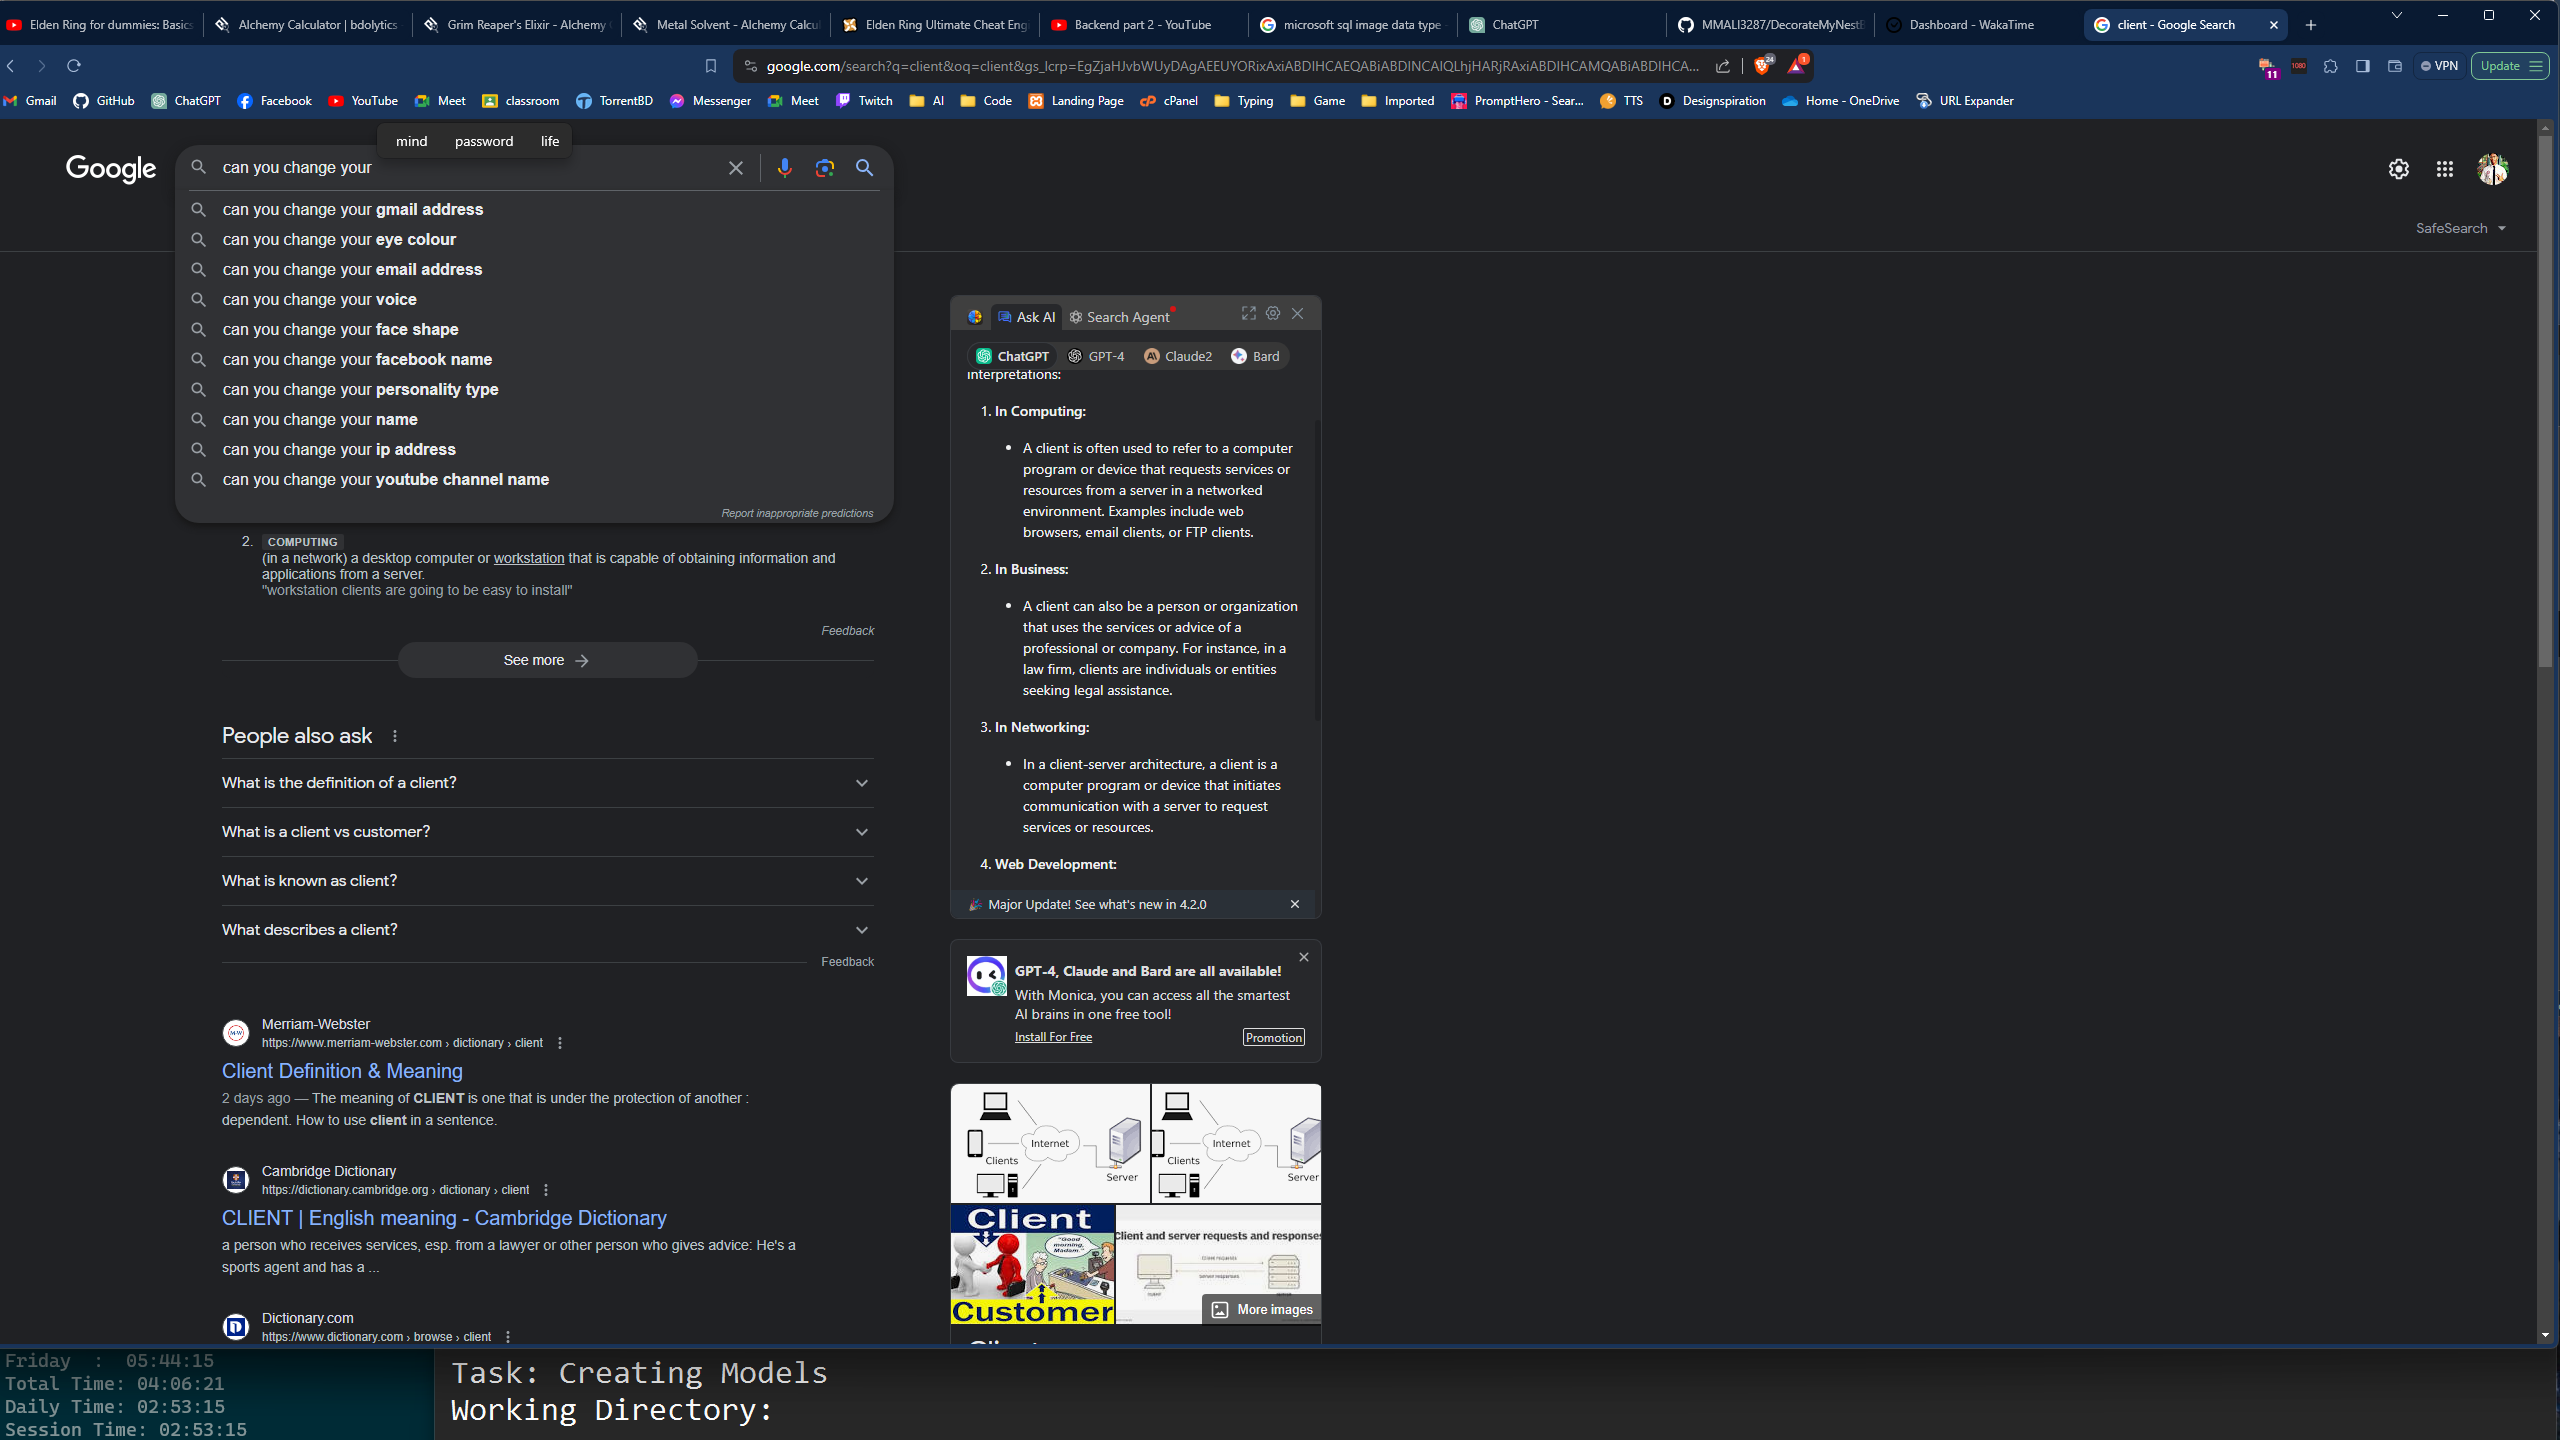 Elden Ring for dummies: Basics
Alchemy Calculator | bdolytics
Grim Reaper's Elixir - Alchemy
Metal Solvent - Alchemy Calcul
Elden Ring Ultimate Cheat Eng
Backend part 2 - YouTube
microsoft sql image data type
ChatGPT
MMALI3287/DecorateMyNestB
Dashboard - WakaTime
client - Google Search
google.com/search?q=client&oq=client&gs_lcrp=
24
1
11
1080
VPN
Update
Gmail
GitHub
ChatGPT
Facebook
YouTube
Meet
classroom
TorrentBD
Messenger
Meet
Twitch
AI
Code
Landing Page
cPanel
Typing
Game
Imported
PromptHero - Sear...
TTS
Designspiration
Home - OneDrive
URL Expander
mind password life
Google
can you change your
can you change your gmail address
can you change your eye colour
can you change your email address
can you change your voice
can you change your face shape
can you change your facebook name
can you change your personality type
can you change your name
can you change your ip address
can you change your youtube channel name
Report inappropriate predictions
SafeSearch
2. COMPUTING
(in a network) a desktop computer or workstation that is capable of obtaining information and
applications from a server.
"workstation clients are going to be easy to install"
Feedback
See more
People also ask
What is the definition of a client?
What is a client vs customer?
What is known as client?
What describes a client?
Feedback
Merriam-Webster
https://www.merriam-webster.com › dictionary › client
Client Definition & Meaning
2 days ago — The meaning of CLIENT is one that is under the protection of another :
dependent. How to use client in a sentence.
Cambridge Dictionary
https://dictionary.cambridge.org › dictionary › client
CLIENT | English meaning - Cambridge Dictionary
a person who receives services, esp. from a lawyer or other person who gives advice: He's a
sports agent and has a ...
Dictionary.com
https://www.dictionary.com › browse › client
Ask AI
Search Agent
ChatGPT
GPT-4
Claude2
Bard
interpretations:
1. In Computing:
• A client is often used to refer to a computer
program or device that requests services or
resources from a server in a networked
environment. Examples include web
browsers, email clients, or FTP clients.
2. In Business:
• A client can also be a person or organization
that uses the services or advice of a
professional or company. For instance, in a
law firm, clients are individuals or entities
seeking legal assistance.
3. In Networking:
• In a client-server architecture, a client is a
computer program or device that initiates
communication with a server to request
services or resources.
4. Web Development:
Major Update! See what's new in 4.2.0
GPT-4, Claude and Bard are all available!
With Monica, you can access all the smartest
AI brains in one free tool!
Install For Free
Promotion
Internet
Clients
Server
Internet
Clients
Server
Client
"Good
morning,
Madam."
Customer
Client and server requests and responses
Client requests
Server responses
More images
Friday : 05:44:15
Total Time: 04:06:21
Daily Time: 02:53:15
Session Time: 02:53:15
Task: Creating Models
Working Directory: